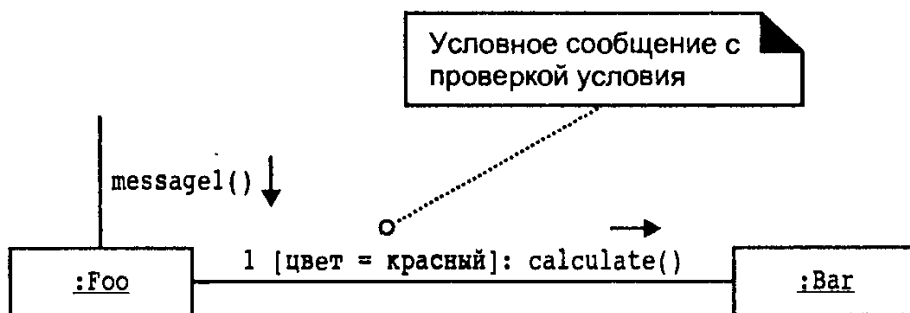 Условное сообщение с
проверкой условия
message1()
1 [цвет = красный]: calculate()
:Foo
:Bar